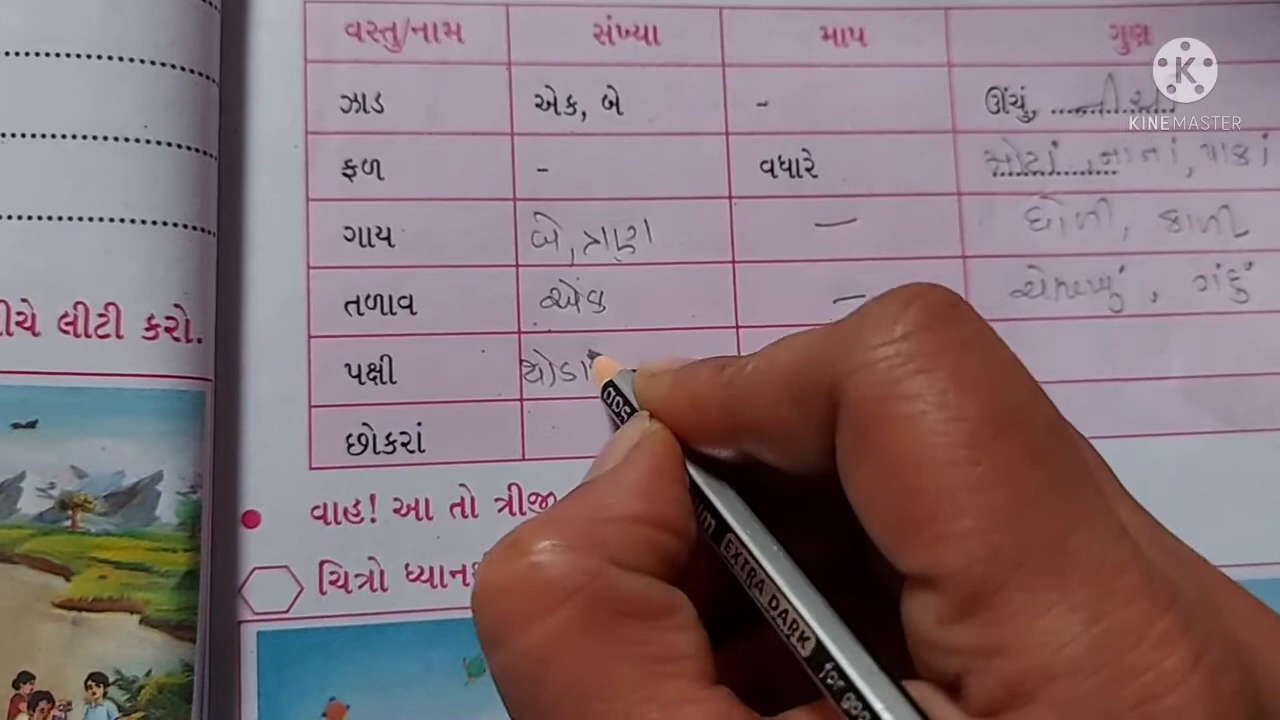 વસ્તુ/નામ સંખ્યા માપ ગુણ
ઝાડ એક, બે - ઊંચું,
ફળ - વધારે મોટાં, નાનાં, પાકાં
ગાય બે, ત્રણ — ધોળી, કાળી
તળાવ એક — ચોખ્ખું, ગંદું
પક્ષી થોડા
છોકરાં
ીચે લીટી કરો.
વાહ! આ તો ત્રીજી
ચિત્રો
KINEMASTER
EXTRA DARK